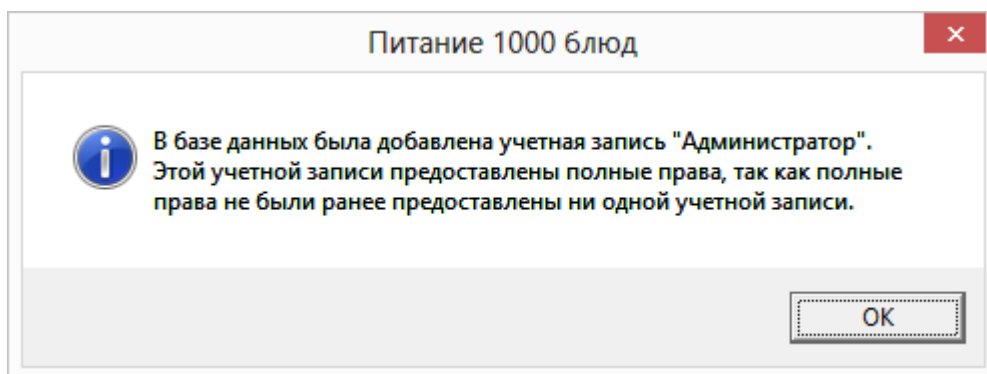 Питание 1000 блюд
В базе данных была добавлена учетная запись "Администратор".
Этой учетной записи предоставлены полные права, так как полные
права не были ранее предоставлены ни одной учетной записи.
ОК